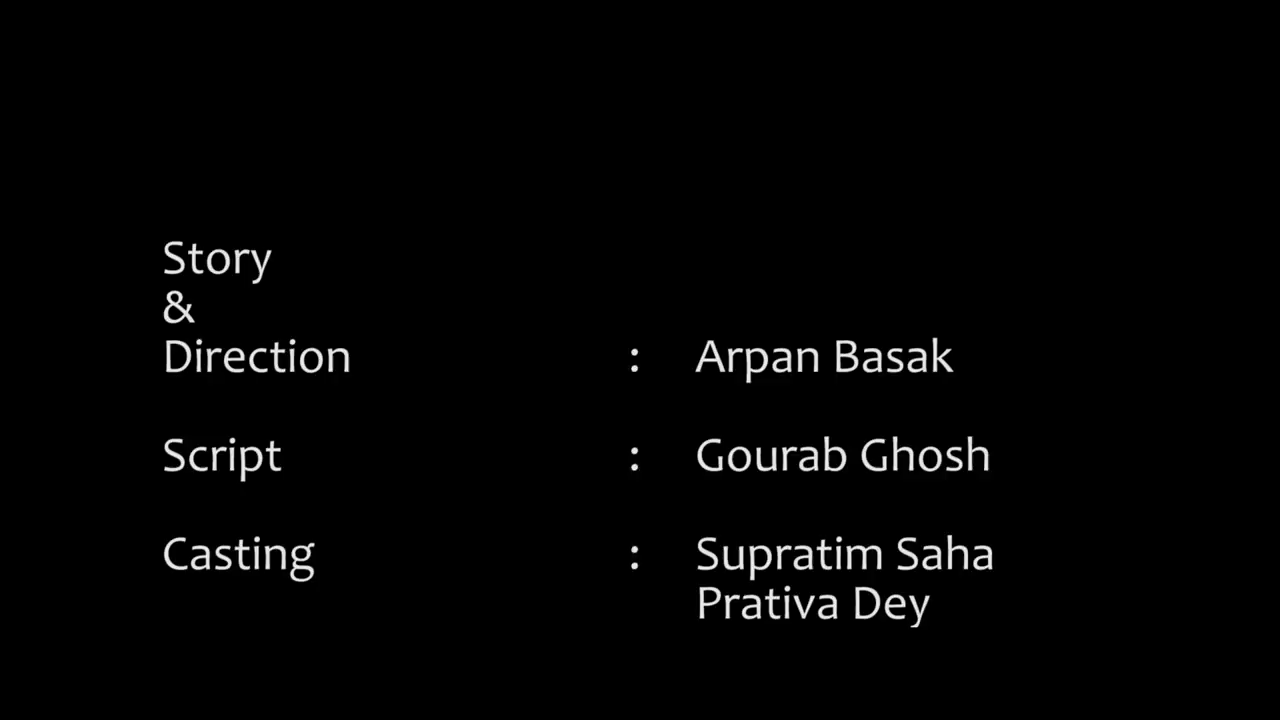 Story
&
Direction : Arpan Basak
Script : Gourab Ghosh
Casting : Supratim Saha
Prativa Dey